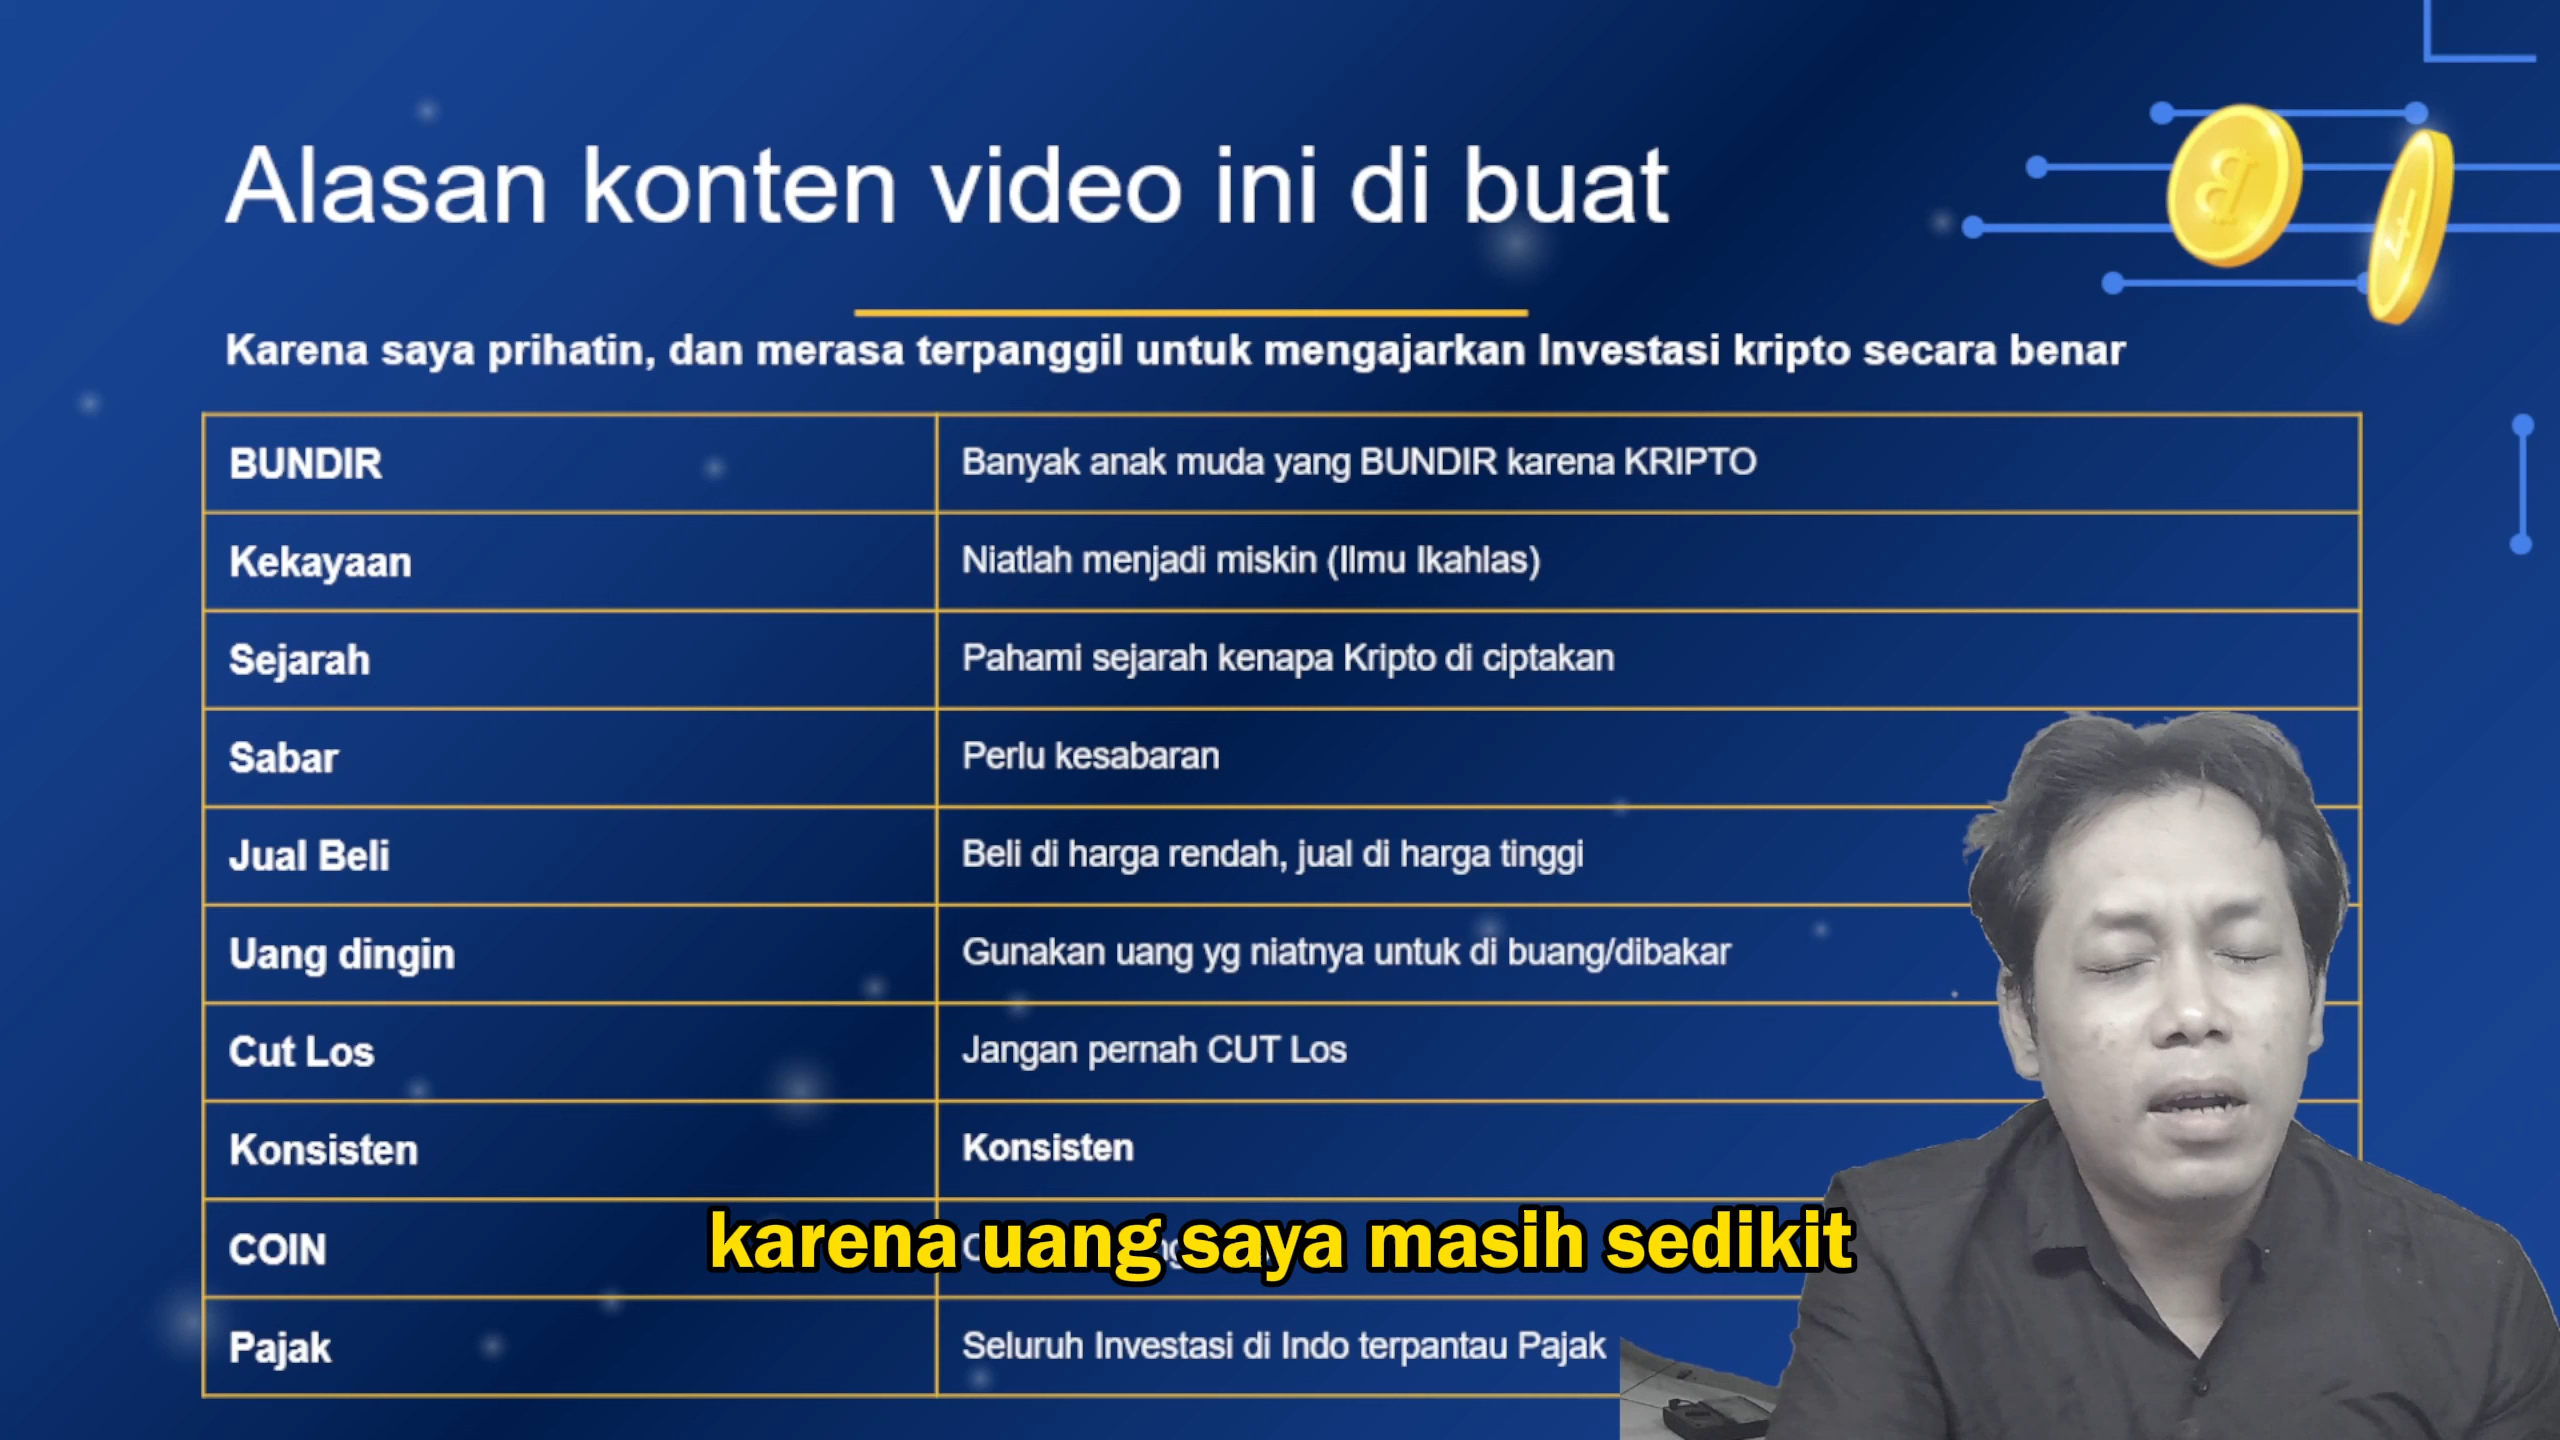 Alasan konten video ini di buat
Karena saya prihatin, dan merasa terpanggil untuk mengajarkan Investasi kripto secara benar
BUNDIR
Banyak anak muda yang BUNDIR karena KRIPTO
Kekayaan
Niatlah menjadi miskin (Ilmu Ikahlas)
Sejarah
Pahami sejarah kenapa Kripto di ciptakan
Sabar
Perlu kesabaran
Jual Beli
Beli di harga rendah, jual di harga tinggi
Uang dingin
Gunakan uang yg niatnya untuk di buang/dibakar
Cut Los
Jangan pernah CUT Los
Konsisten
Konsisten
COIN
karena uang saya masih sedikit
Pajak
Seluruh Investasi di Indo terpantau Pajak